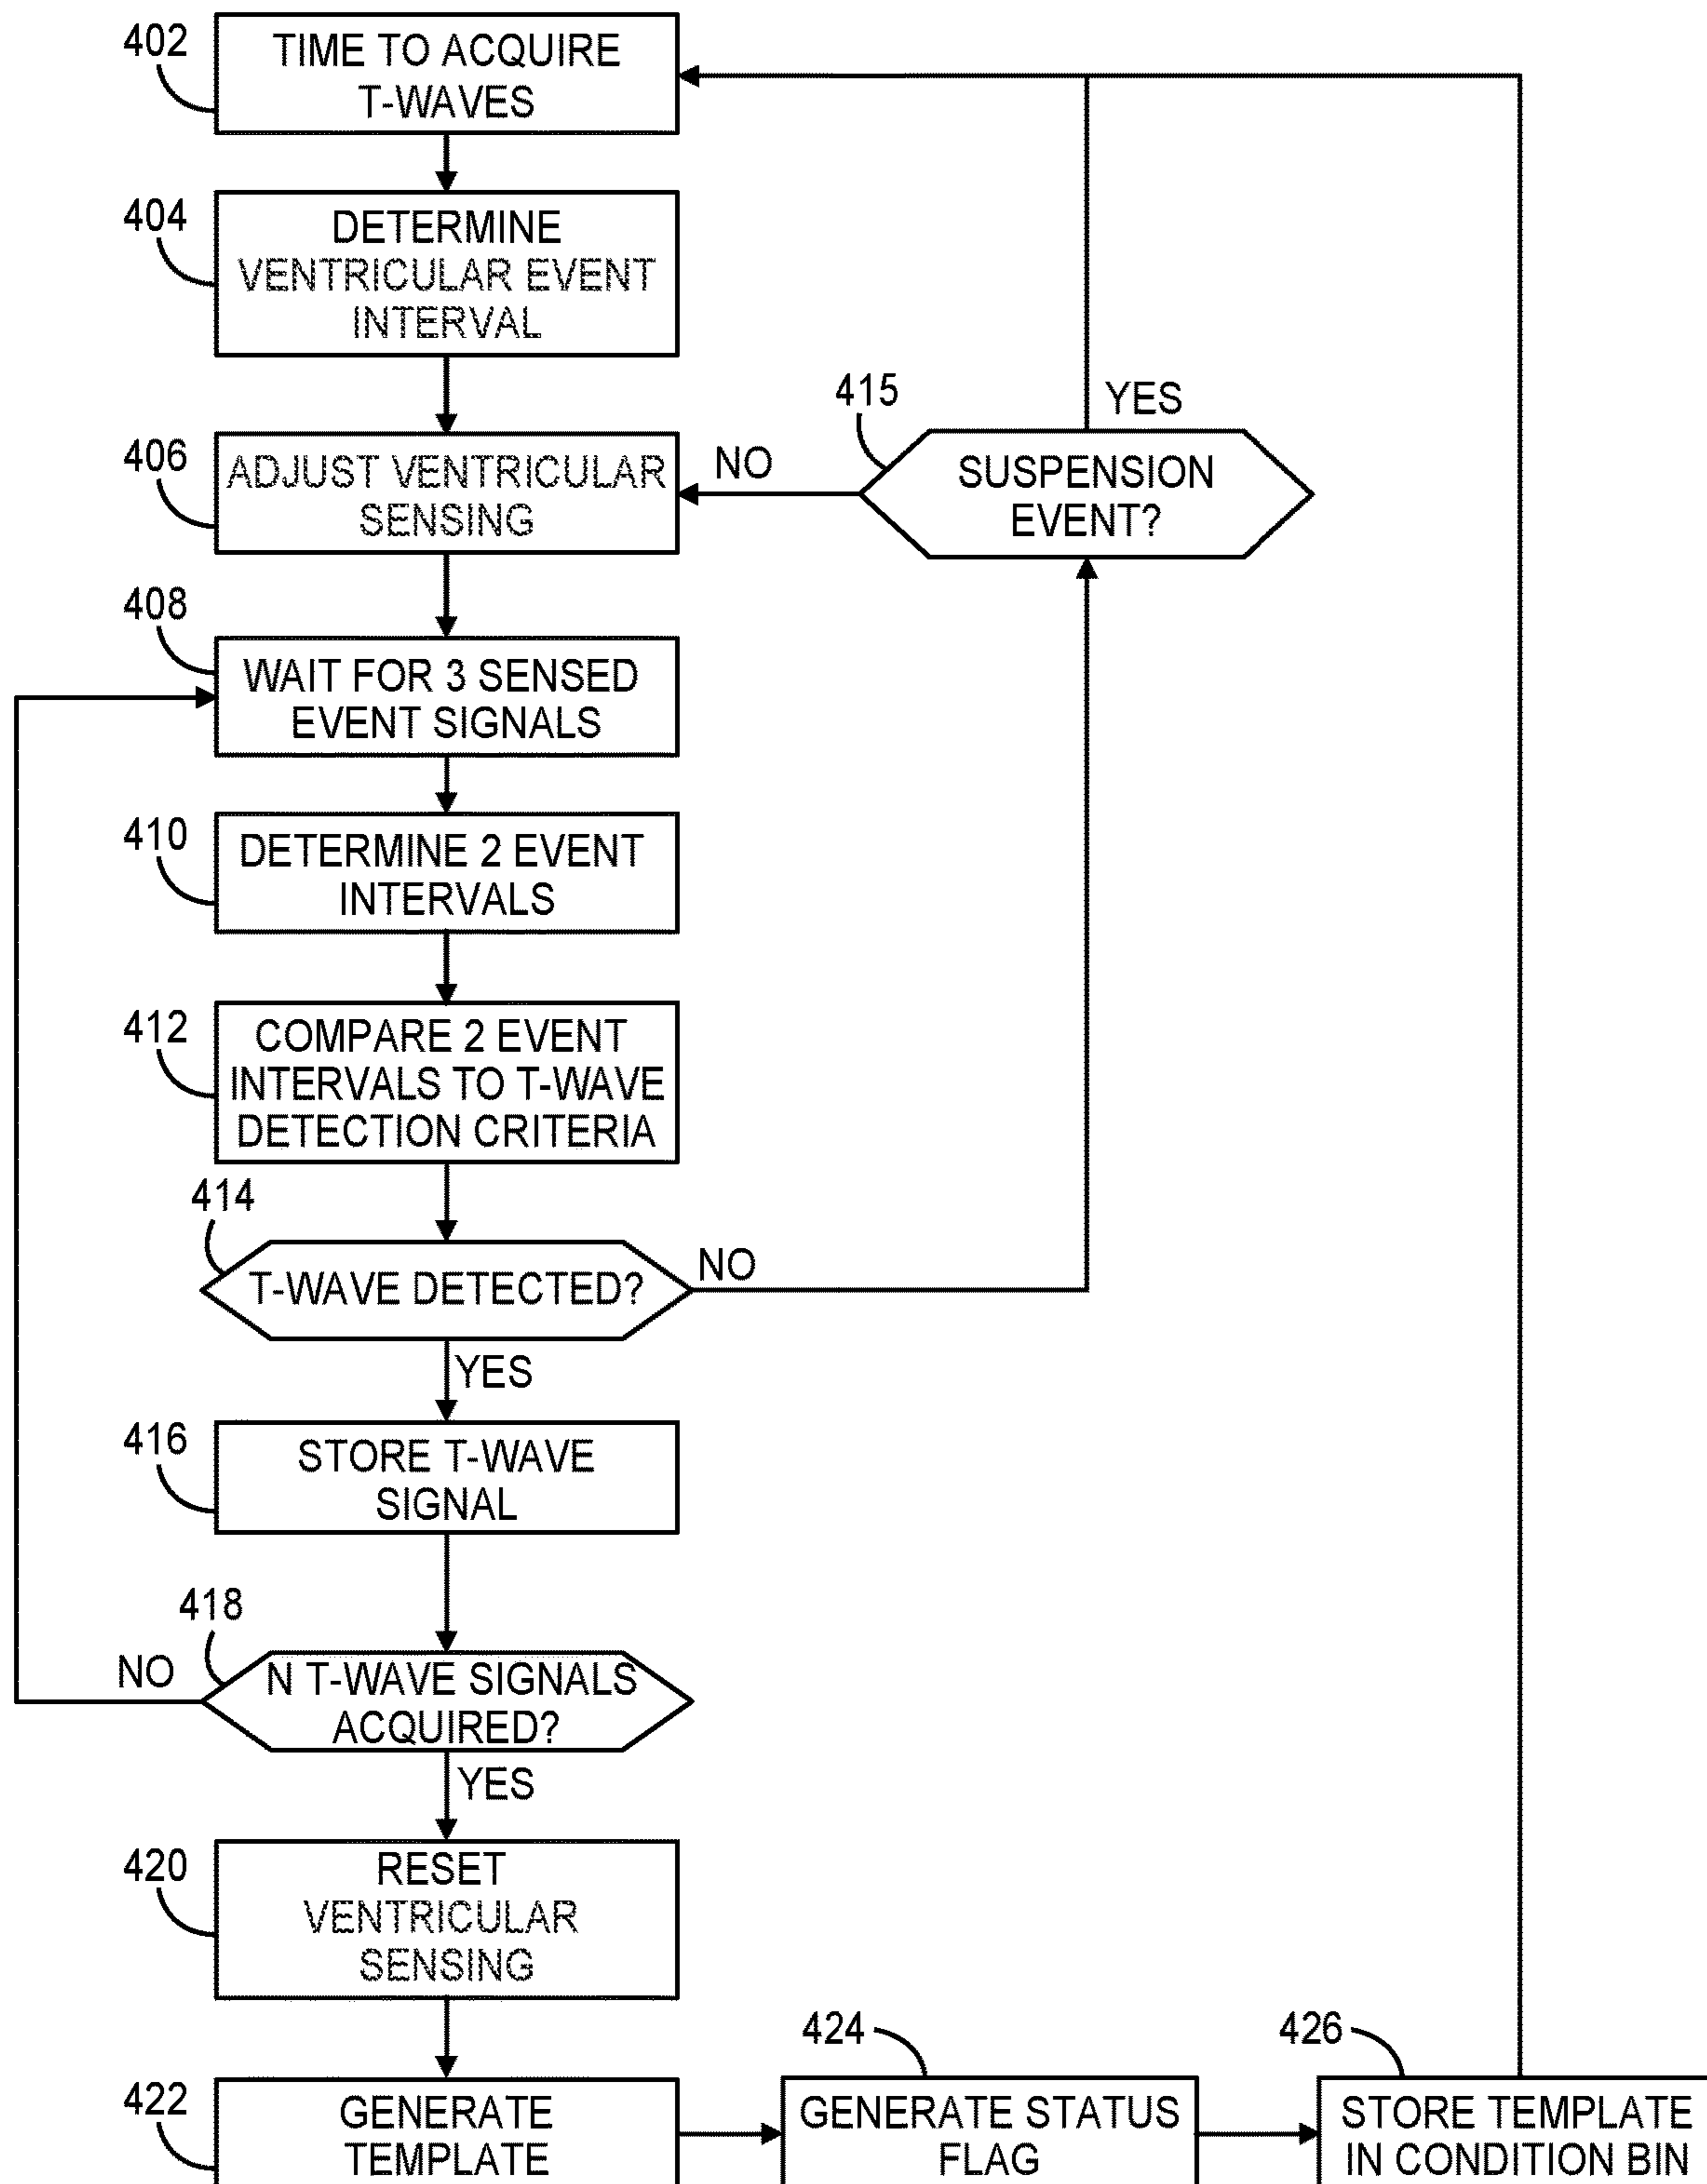 402
TIME TO ACQUIRE
T-WAVES
404
DETERMINE
VENTRICULAR EVENT
INTERVAL
406
ADJUST VENTRICULAR
SENSING
NO
415
YES
SUSPENSION
EVENT?
408
WAIT FOR 3 SENSED
EVENT SIGNALS
410
DETERMINE 2 EVENT
INTERVALS
412
COMPARE 2 EVENT
INTERVALS TO T-WAVE
DETECTION CRITERIA
414
T-WAVE DETECTED?
NO
YES
416
STORE T-WAVE
SIGNAL
418
NO
N T-WAVE SIGNALS
ACQUIRED?
YES
420
RESET
VENTRICULAR
SENSING
422
GENERATE
TEMPLATE
424
GENERATE STATUS
FLAG
426
STORE TEMPLATE
IN CONDITION BIN